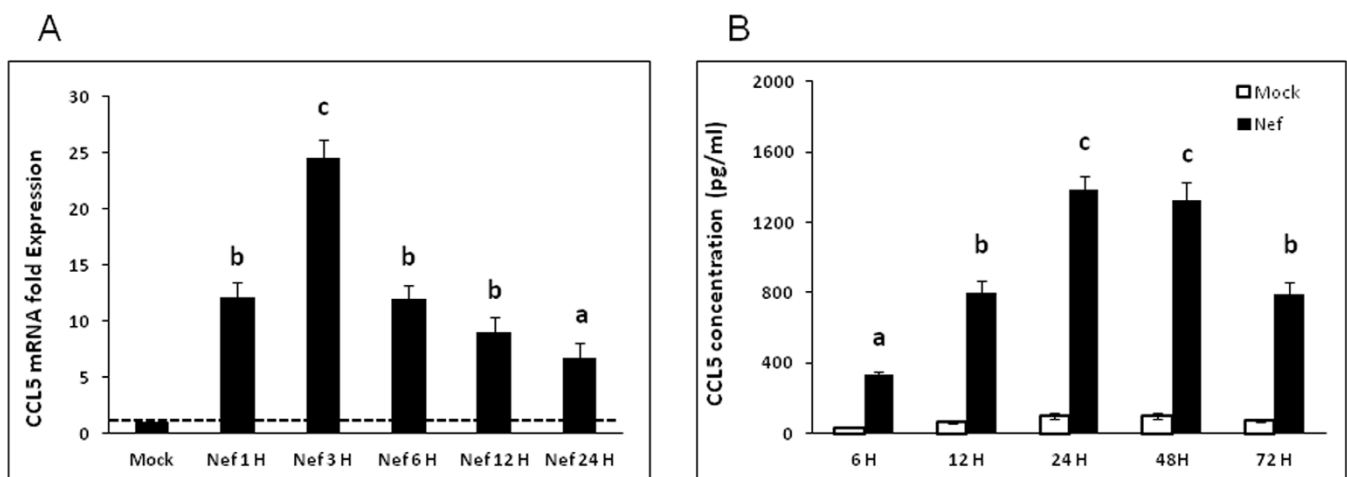 A
CCL5 mRNA fold Expression
30
25
20
15
10
5
0
b
c
b
b
a
Mock Nef 1 H Nef 3 H Nef 6 H Nef 12 H Nef 24 H
B
CCL5 concentration (pg/ml)
2000
1600
1200
800
400
0
Mock
Nef
a
b
c
c
b
6 H 12 H 24 H 48H 72 H